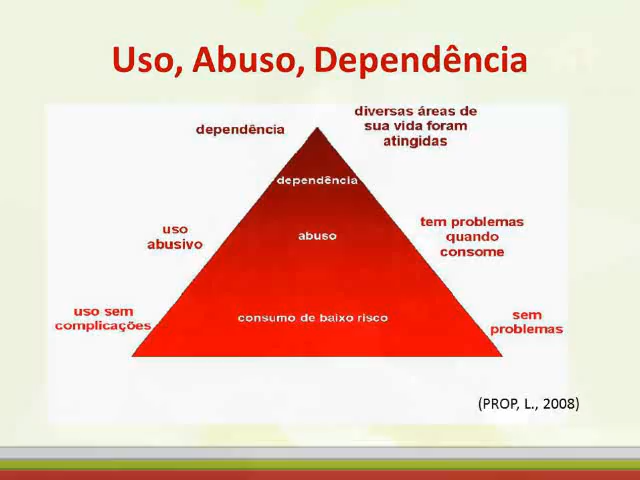 Uso, Abuso, Dependência
dependência
diversas áreas de
sua vida foram
atingidas
dependência
uso
abusivo
abuso
tem problemas
quando
consome
uso sem
complicações
consumo de baixo risco
sem
problemas
(PROP, L., 2008)